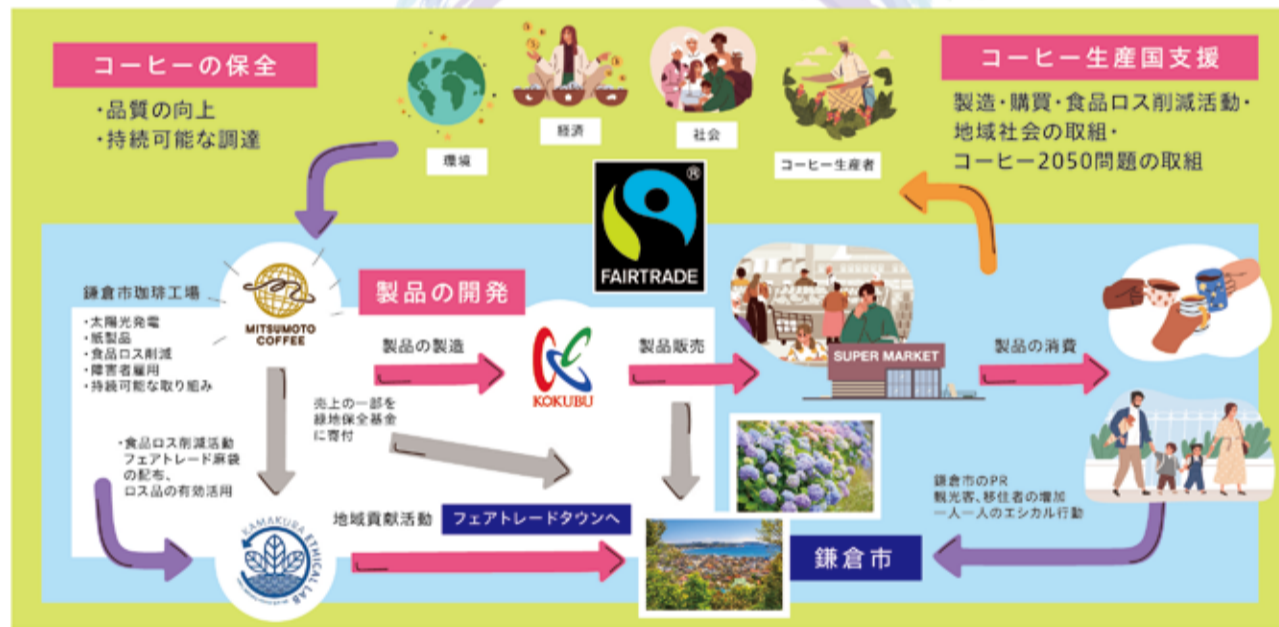 コーヒーの保全
・品質の向上
・持続可能な調達
環境
経済
社会
コーヒー生産者
コーヒー生産国支援
製造・購買・食品ロス削減活動・
地域社会の取組・
コーヒー2050問題の取組
®
FAIRTRADE
鎌倉市珈琲工場
・太陽光発電
・紙製品
・食品ロス削減
・障害者雇用
・持続可能な取り組み
MITSUMOTO
COFFEE
製品の開発
製品の製造
KOKUBU
製品販売
SUPER MARKET
製品の消費
売上の一部を
緑地保全基金
に寄付
・食品ロス削減活動
フェアトレード麻袋
の配布、
ロス品の有効活用
KAMAKURA ETHICAL LAB
地域貢献活動
フェアトレードタウンへ
鎌倉市
鎌倉市のPR
観光客、移住者の増加
一人一人のエシカル行動